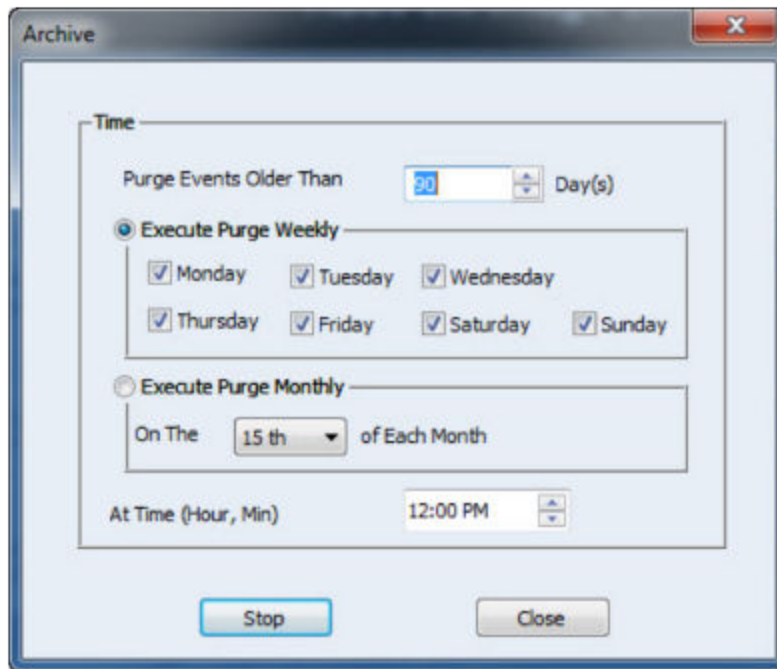 Archive
Time
Purge Events Older Than 90 Day(s)
Execute Purge Weekly
Monday Tuesday Wednesday
Thursday Friday Saturday Sunday
Execute Purge Monthly
On The 15 th of Each Month
At Time (Hour, Min) 12:00 PM
Stop Close